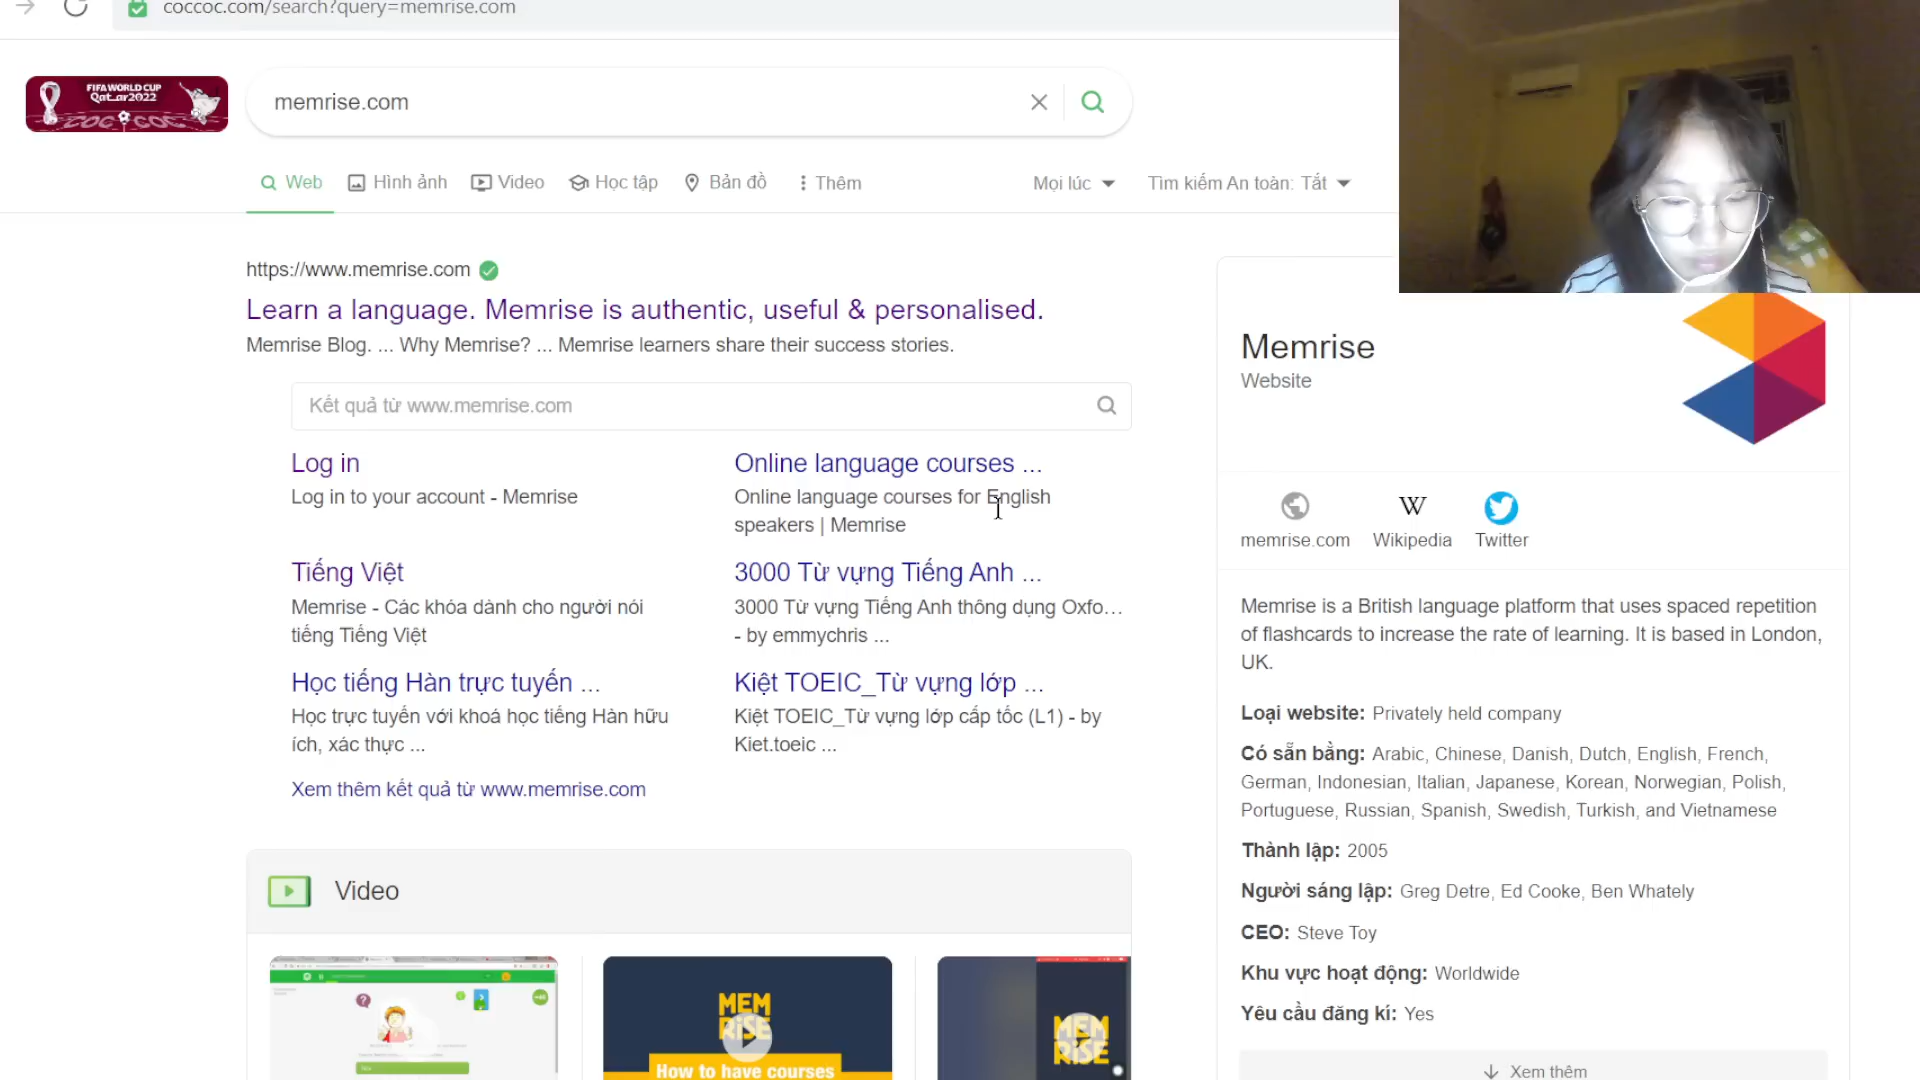 coccoc.com/search?query=memrise.com
FIFA WORLD CUP
Qat_ar2022
COC COC
memrise.com
Web
Hình ảnh
Video
Học tập
Bản đồ
Thêm
Mọi lúc
Tìm kiếm An toàn: Tắt
https://www.memrise.com
Learn a language. Memrise is authentic, useful & personalised.
Memrise Blog. ... Why Memrise? ... Memrise learners share their success stories.
Kết quả từ www.memrise.com
Log in
Log in to your account - Memrise
Online language courses ...
Online language courses for English
speakers | Memrise
Tiếng Việt
Memrise - Các khóa dành cho người nói
tiếng Tiếng Việt
3000 Từ vựng Tiếng Anh ...
3000 Từ vựng Tiếng Anh thông dụng Oxfo...
- by emmychris ...
Học tiếng Hàn trực tuyến ...
Học trực tuyến với khoá học tiếng Hàn hữu
ích, xác thực ...
Kiệt TOEIC_Từ vựng lớp ...
Kiệt TOEIC_Từ vựng lớp cấp tốc (L1) - by
Kiet.toeic ...
Xem thêm kết quả từ www.memrise.com
Video
MEM
RiSE
How to have courses
MEM
RiSE
Memrise
Website
memrise.com
W
Wikipedia
Twitter
Memrise is a British language platform that uses spaced repetition
of flashcards to increase the rate of learning. It is based in London,
UK.
Loại website: Privately held company
Có sẵn bằng: Arabic, Chinese, Danish, Dutch, English, French,
German, Indonesian, Italian, Japanese, Korean, Norwegian, Polish,
Portuguese, Russian, Spanish, Swedish, Turkish, and Vietnamese
Thành lập: 2005
Người sáng lập: Greg Detre, Ed Cooke, Ben Whately
CEO: Steve Toy
Khu vực hoạt động: Worldwide
Yêu cầu đăng kí: Yes
Xem thêm